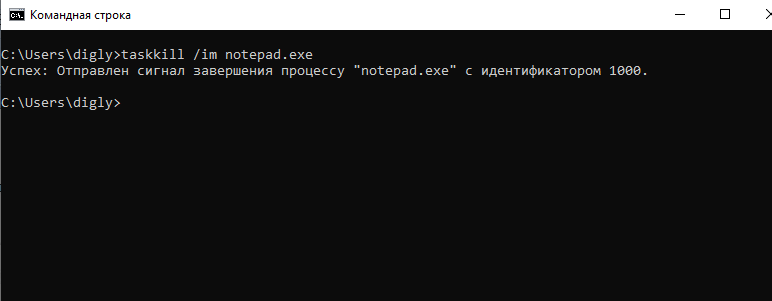 Командная строка
C:\Users\digly>taskkill /im notepad.exe
Успех: Отправлен сигнал завершения процессу "notepad.exe" с идентификатором 1000.
C:\Users\digly>